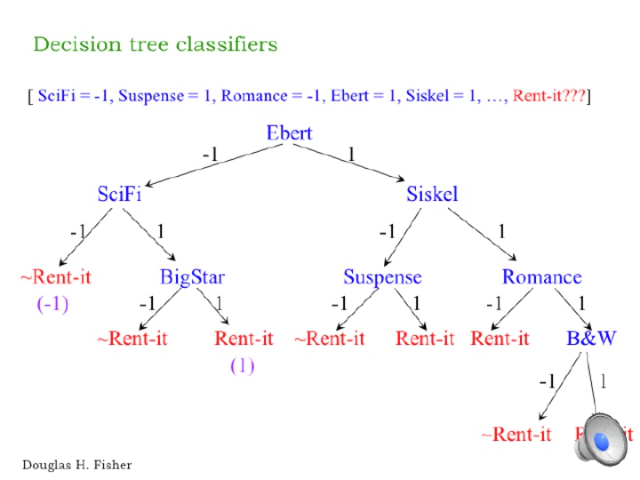 Decision tree classifiers
[ SciFi = -1, Suspense = 1, Romance = -1, Ebert = 1, Siskel = 1, …, Rent-it???]
Ebert
-1 1
SciFi Siskel
-1 1 -1 1
~Rent-it BigStar Suspense Romance
(-1) -1 1 -1 1 -1 1
~Rent-it Rent-it ~Rent-it Rent-it Rent-it B&W
(1)
-1 1
~Rent-it
Douglas H. Fisher